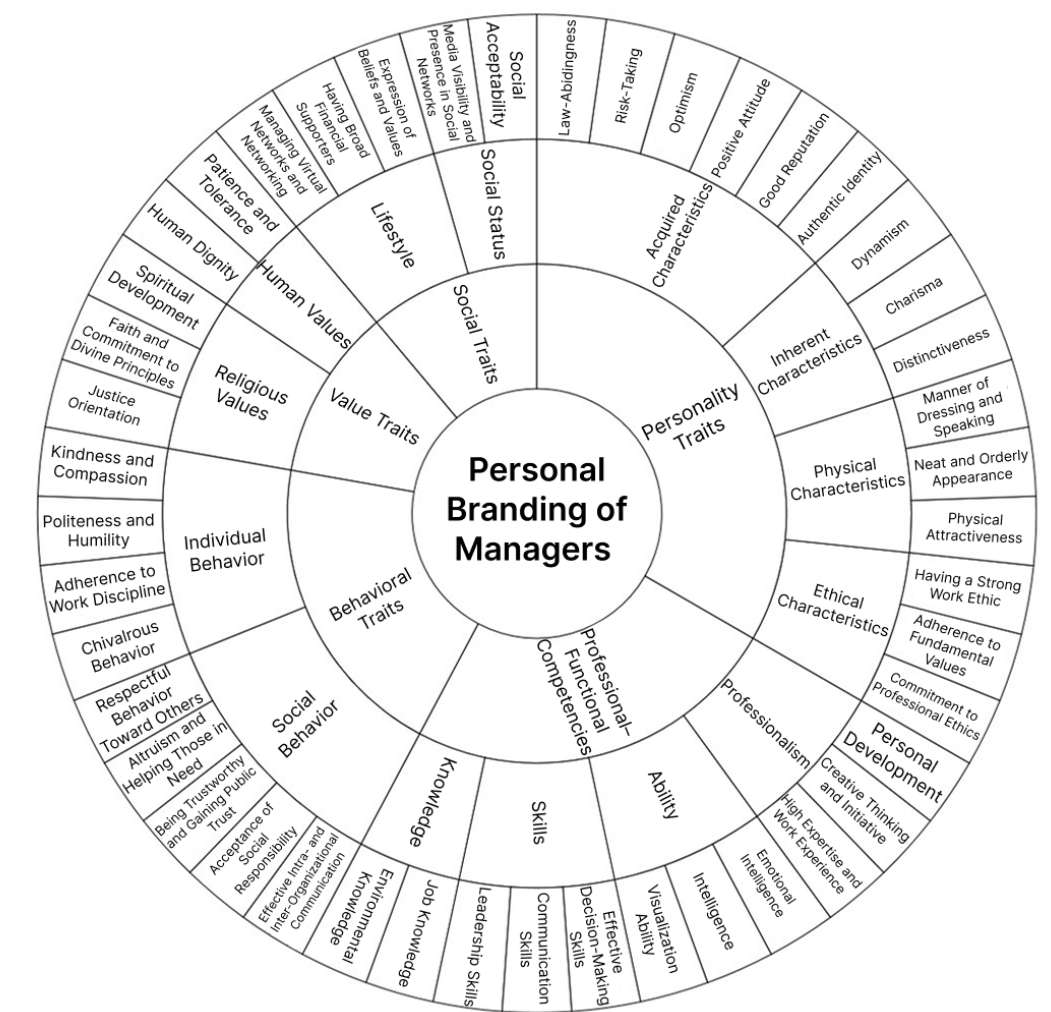 Personal
Branding of
Managers
Personality
Traits
Professional-
Functional
Competencies
Behavioral
Traits
Value Traits
Social Traits
Acquired
Characteristics
Inherent
Characteristics
Physical
Characteristics
Ethical
Characteristics
Professionalism
Ability
Skills
Knowledge
Social
Behavior
Individual
Behavior
Religious
Values
Human Values
Lifestyle
Social Status
Law-Abidingness
Risk-Taking
Optimism
Positive Attitude
Good Reputation
Authentic Identity
Dynamism
Charisma
Distinctiveness
Manner of
Dressing and
Speaking
Neat and Orderly
Appearance
Physical
Attractiveness
Having a Strong
Work Ethic
Adherence to
Fundamental
Values
Commitment to
Professional Ethics
Personal
Development
Creative Thinking
and Initiative
High Expertise and
Work Experience
Emotional
Intelligence
Intelligence
Visualization
Ability
Effective
Decision-Making
Skills
Communication
Skills
Leadership Skills
Job Knowledge
Environmental
Knowledge
Effective Intra- and
Inter-Organizational
Communication
Acceptance of
Social
Responsibility
Being Trustworthy
and Gaining Public
Trust
Altruism and
Helping Those in
Need
Respectful
Behavior
Toward Others
Chivalrous
Behavior
Adherence to
Work Discipline
Politeness and
Humility
Kindness and
Compassion
Justice
Orientation
Faith and
Commitment to
Divine Principles
Spiritual
Development
Human Dignity
Patience and
Tolerance
Managing Virtual
Networks and
Networking
Having Broad
Financial
Supporters
Expression of
Beliefs and Values
Media Visibility and
Presence in Social
Networks
Social
Acceptability